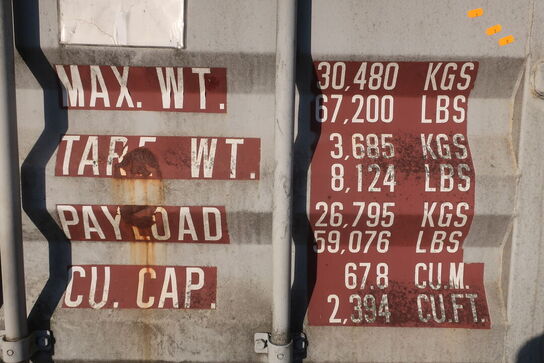 MAX. WT. 30,480 KGS
67,200 LBS
TARE WT. 3,685 KGS
8,124 LBS
PAYLOAD 26,795 KGS
59,076 LBS
CU. CAP. 67.8 CU.M.
2,394 CU.FT.